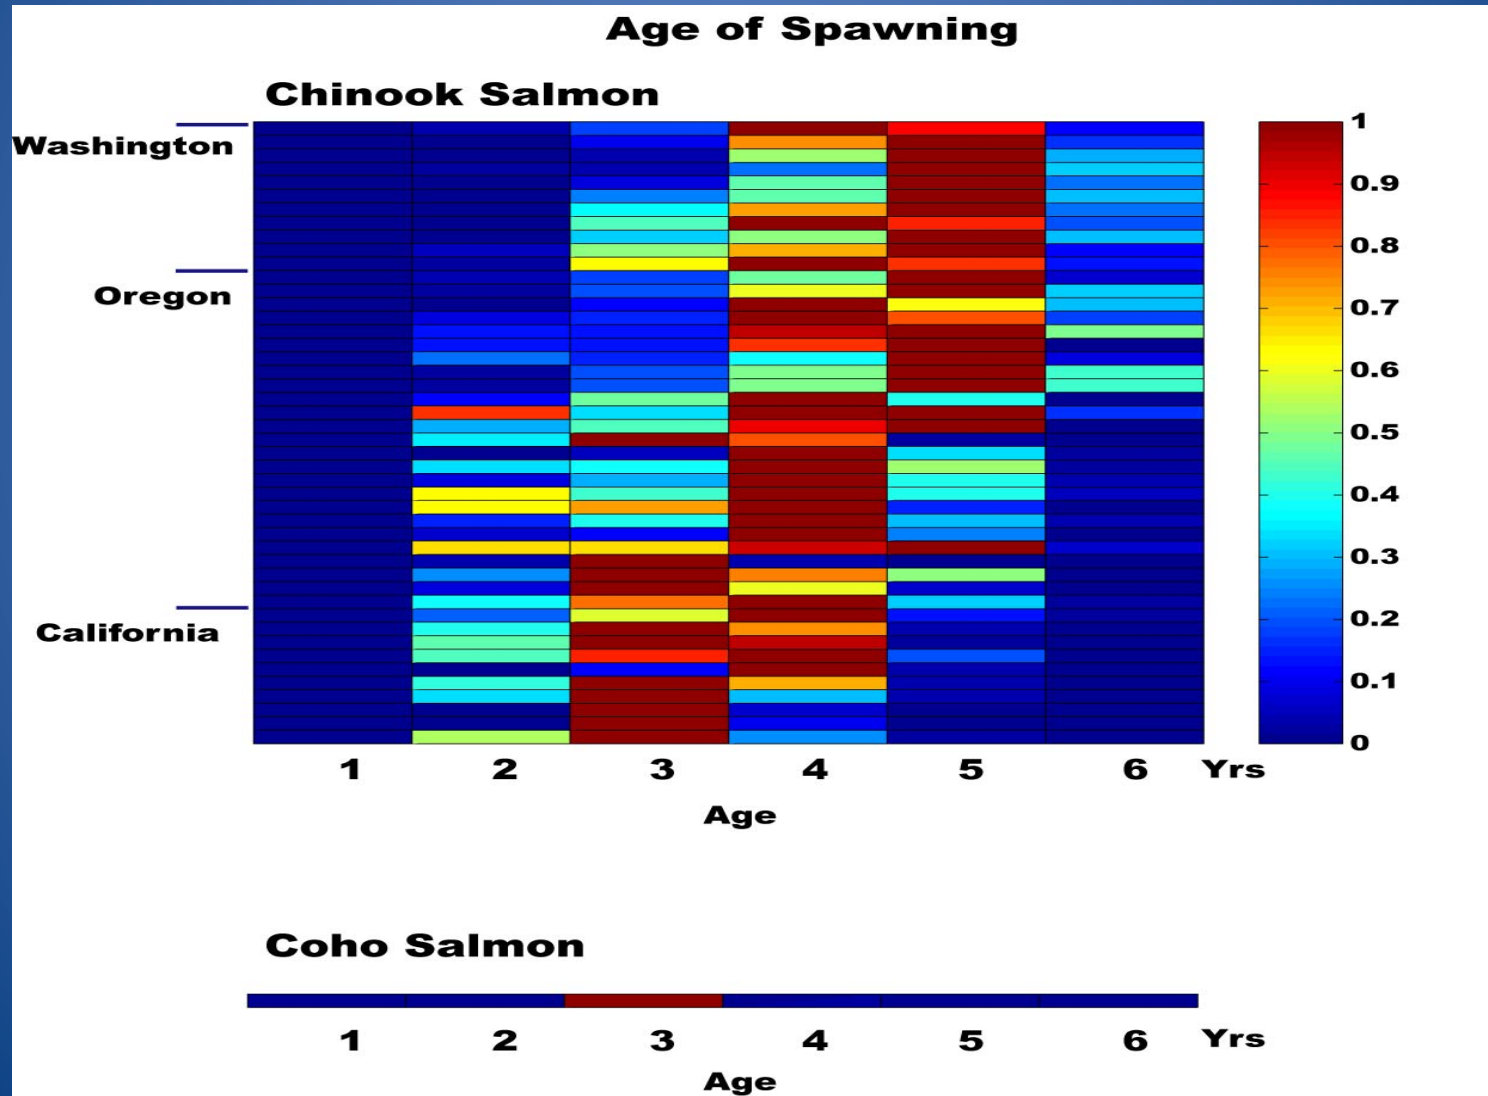 Age of Spawning
Chinook Salmon
Washington
Oregon
California
1
0.9
0.8
0.7
0.6
0.5
0.4
0.3
0.2
0.1
0
1 2 3 4 5 6 Yrs
Age
Coho Salmon
1 2 3 4 5 6 Yrs
Age